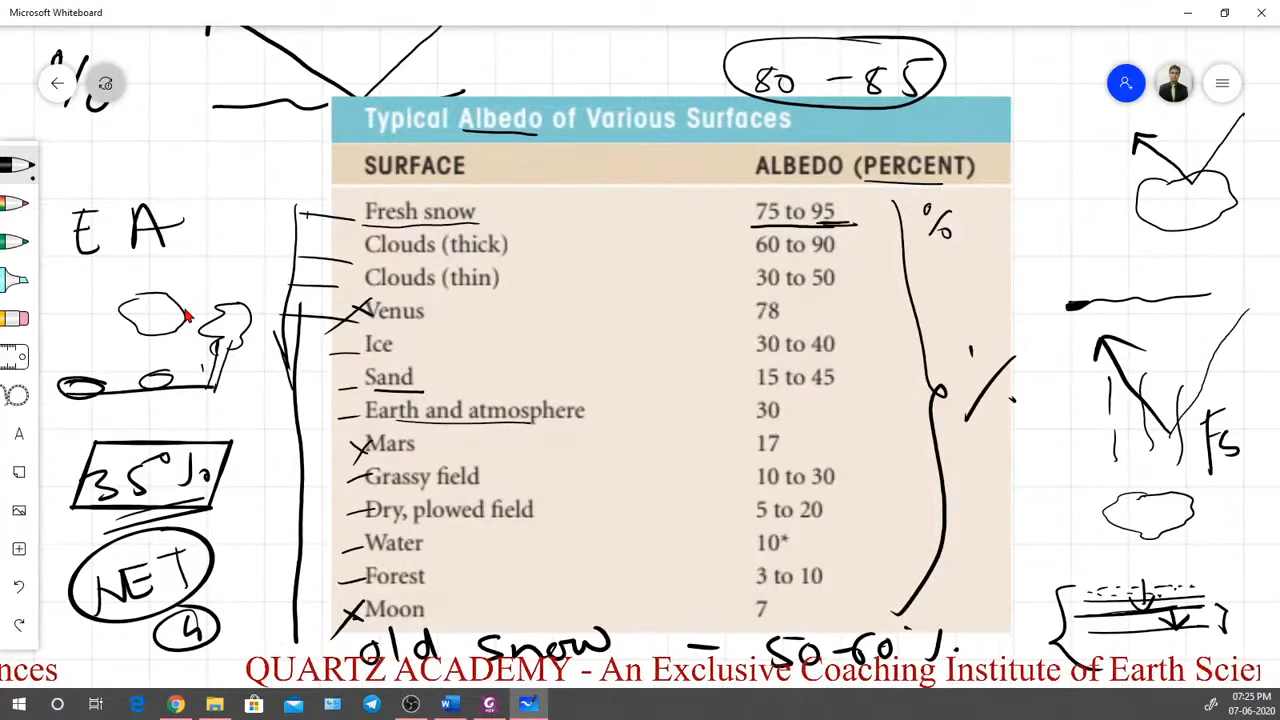 Microsoft Whiteboard
%
80 - 85
Typical Albedo of Various Surfaces
SURFACE ALBEDO (PERCENT)
Fresh snow 75 to 95
Clouds (thick) 60 to 90
Clouds (thin) 30 to 50
Venus 78
Ice 30 to 40
Sand 15 to 45
Earth and atmosphere 30
Mars 17
Grassy field 10 to 30
Dry, plowed field 5 to 20
Water 10*
Forest 3 to 10
Moon 7
old snow - 50-60%
%
%
E A
35%
NET
4
FS
A
nces QUARTZ ACADEMY - An Exclusive Coaching Institute of Earth Scier
07:25 PM
07-06-2020